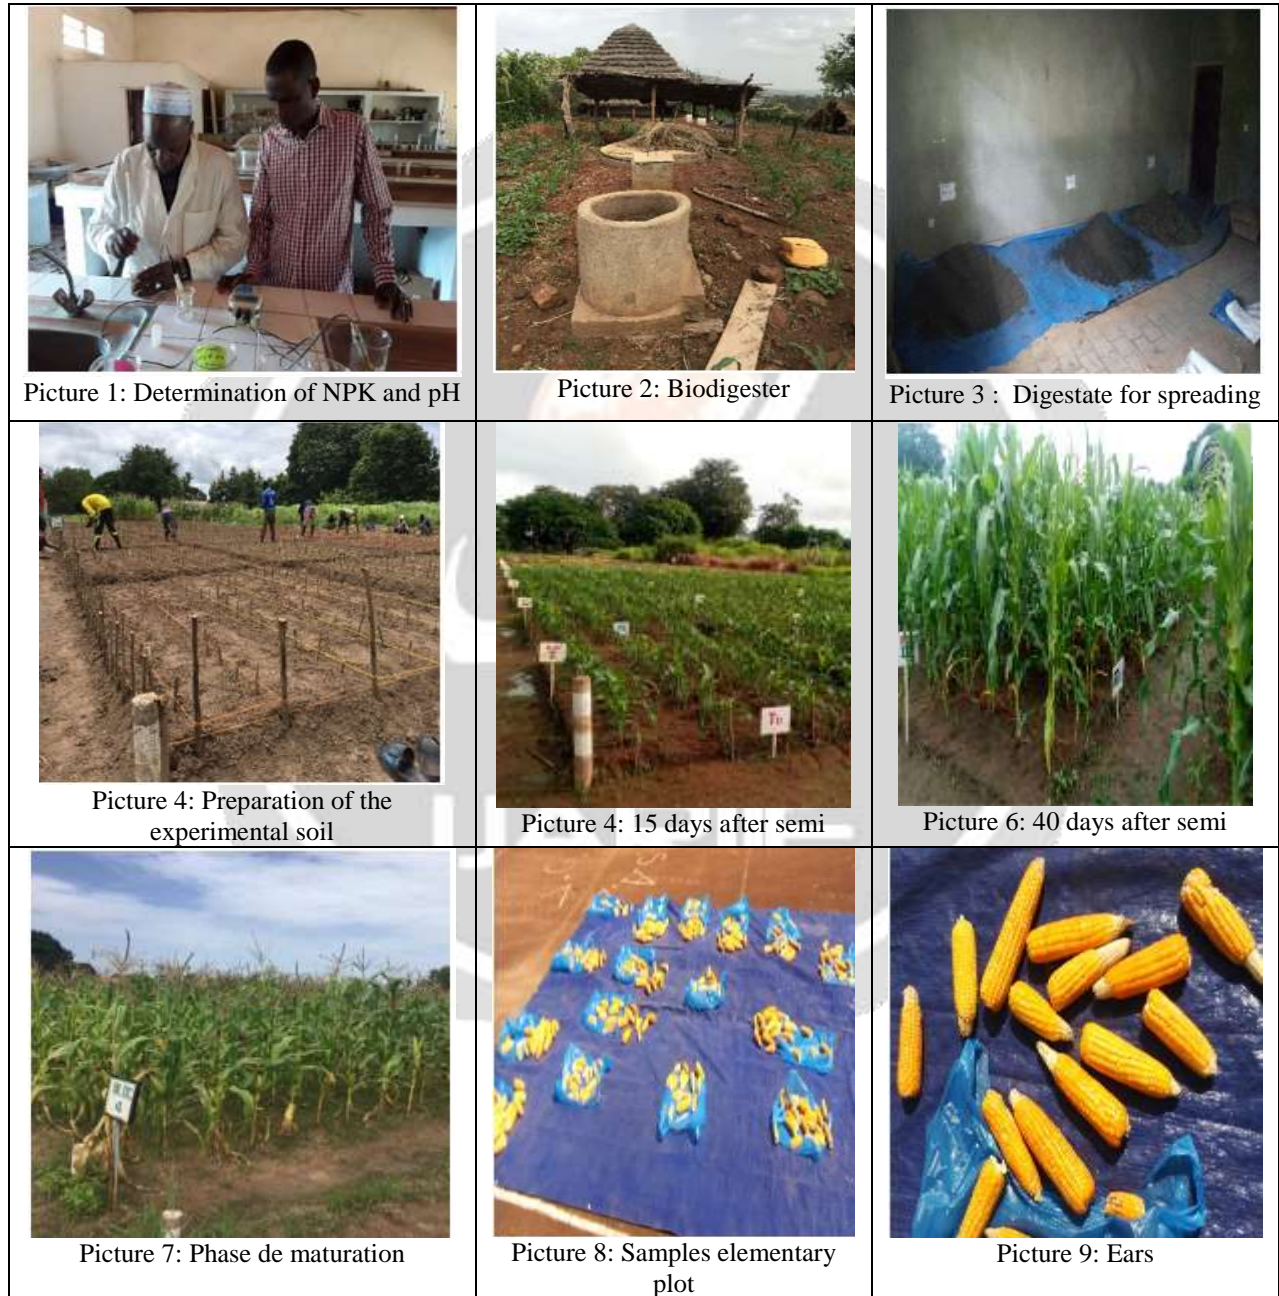 Picture 1: Determination of NPK and pH
Picture 2: Biodigester
Picture 3 : Digestate for spreading
Picture 4: Preparation of the
experimental soil
Picture 4: 15 days after semi
Picture 6: 40 days after semi
Picture 7: Phase de maturation
Picture 8: Samples elementary
plot
Picture 9: Ears